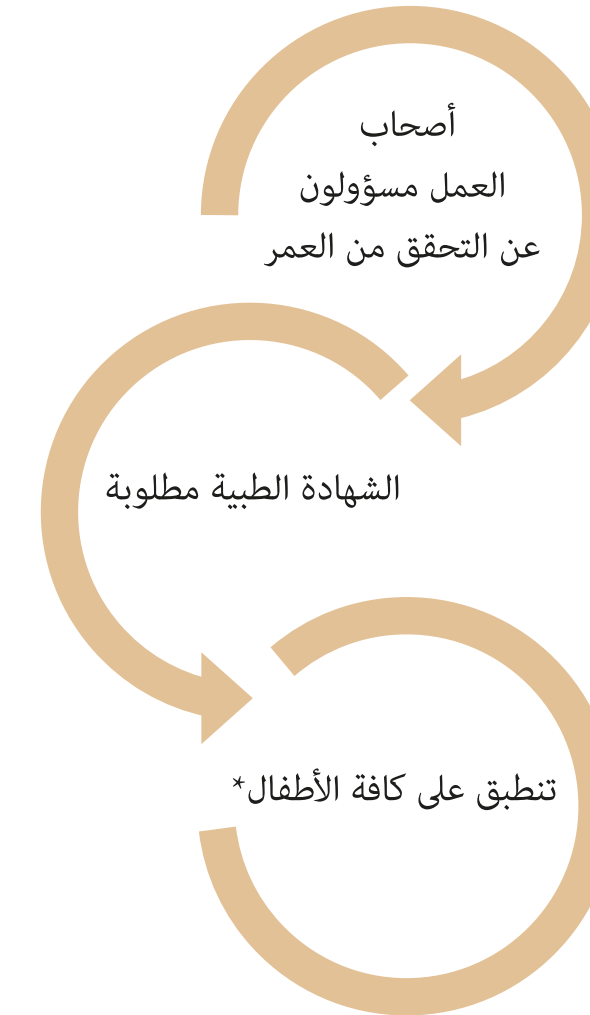 أصحاب
العمل مسؤولون
عن التحقق من العمر
الشهادة الطبية مطلوبة
تنطبق على كافة الأطفال*